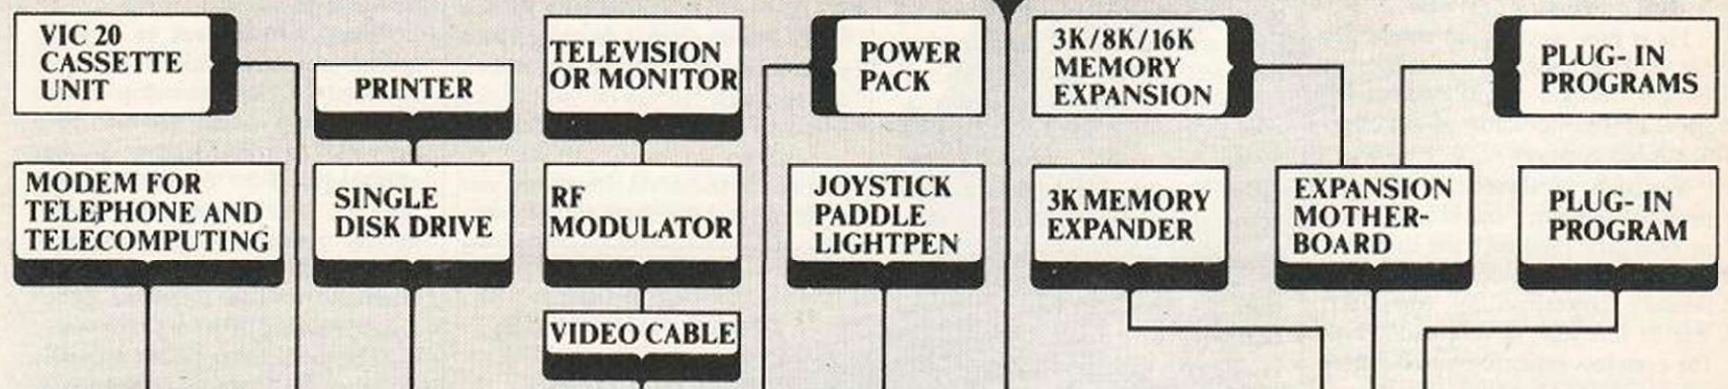 VIC 20
CASSETTE
UNIT
PRINTER
TELEVISION
OR MONITOR
POWER
PACK
3K/8K/16K
MEMORY
EXPANSION
PLUG- IN
PROGRAMS
MODEM FOR
TELEPHONE AND
TELECOMPUTING
SINGLE
DISK DRIVE
RF
MODULATOR
JOYSTICK
PADDLE
LIGHTPEN
3K MEMORY
EXPANDER
EXPANSION
MOTHER-
BOARD
PLUG- IN
PROGRAM
VIDEO CABLE